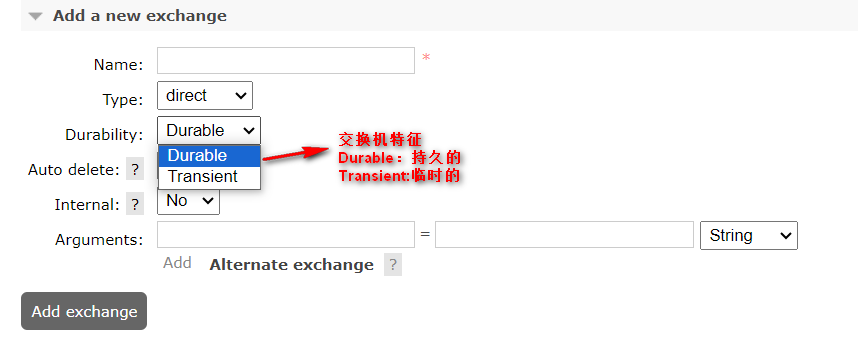 Add a new exchange
Name: *
Type: direct
Durability: Durable
Durable
Transient
交换机特征
Durable：持久的
Transient:临时的
Auto delete: ?
Internal: ? No
Arguments: = String
Add Alternate exchange ?
Add exchange